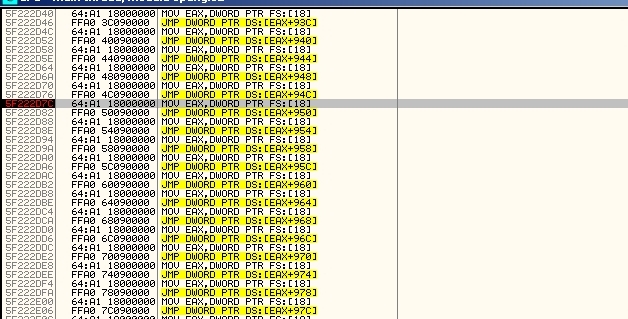 5F222D40 64:A1 18000000 MOV EAX,DWORD PTR FS:[18]
5F222D46 FFA0 3C090000 JMP DWORD PTR DS:[EAX+93C]
5F222D4C 64:A1 18000000 MOV EAX,DWORD PTR FS:[18]
5F222D52 FFA0 40090000 JMP DWORD PTR DS:[EAX+940]
5F222D58 64:A1 18000000 MOV EAX,DWORD PTR FS:[18]
5F222D5E FFA0 44090000 JMP DWORD PTR DS:[EAX+944]
5F222D64 64:A1 18000000 MOV EAX,DWORD PTR FS:[18]
5F222D6A FFA0 48090000 JMP DWORD PTR DS:[EAX+948]
5F222D70 64:A1 18000000 MOV EAX,DWORD PTR FS:[18]
5F222D76 FFA0 4C090000 JMP DWORD PTR DS:[EAX+94C]
5F222D7C 64:A1 18000000 MOV EAX,DWORD PTR FS:[18]
5F222D82 FFA0 50090000 JMP DWORD PTR DS:[EAX+950]
5F222D88 64:A1 18000000 MOV EAX,DWORD PTR FS:[18]
5F222D8E FFA0 54090000 JMP DWORD PTR DS:[EAX+954]
5F222D94 64:A1 18000000 MOV EAX,DWORD PTR FS:[18]
5F222D9A FFA0 58090000 JMP DWORD PTR DS:[EAX+958]
5F222DA0 64:A1 18000000 MOV EAX,DWORD PTR FS:[18]
5F222DA6 FFA0 5C090000 JMP DWORD PTR DS:[EAX+95C]
5F222DAC 64:A1 18000000 MOV EAX,DWORD PTR FS:[18]
5F222DB2 FFA0 60090000 JMP DWORD PTR DS:[EAX+960]
5F222DB8 64:A1 18000000 MOV EAX,DWORD PTR FS:[18]
5F222DBE FFA0 64090000 JMP DWORD PTR DS:[EAX+964]
5F222DC4 64:A1 18000000 MOV EAX,DWORD PTR FS:[18]
5F222DCA FFA0 68090000 JMP DWORD PTR DS:[EAX+968]
5F222DD0 64:A1 18000000 MOV EAX,DWORD PTR FS:[18]
5F222DD6 FFA0 6C090000 JMP DWORD PTR DS:[EAX+96C]
5F222DDC 64:A1 18000000 MOV EAX,DWORD PTR FS:[18]
5F222DE2 FFA0 70090000 JMP DWORD PTR DS:[EAX+970]
5F222DE8 64:A1 18000000 MOV EAX,DWORD PTR FS:[18]
5F222DEE FFA0 74090000 JMP DWORD PTR DS:[EAX+974]
5F222DF4 64:A1 18000000 MOV EAX,DWORD PTR FS:[18]
5F222DFA FFA0 78090000 JMP DWORD PTR DS:[EAX+978]
5F222E00 64:A1 18000000 MOV EAX,DWORD PTR FS:[18]
5F222E06 FFA0 7C090000 JMP DWORD PTR DS:[EAX+97C]